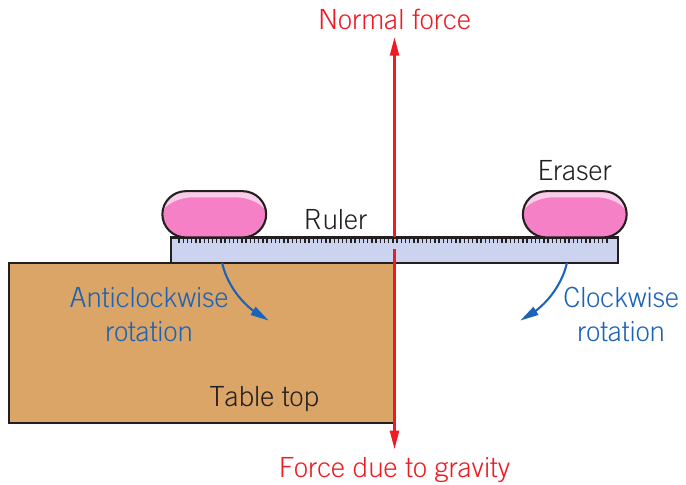 Normal force
Eraser
Ruler
Anticlockwise
rotation
Clockwise
rotation
Table top
Force due to gravity